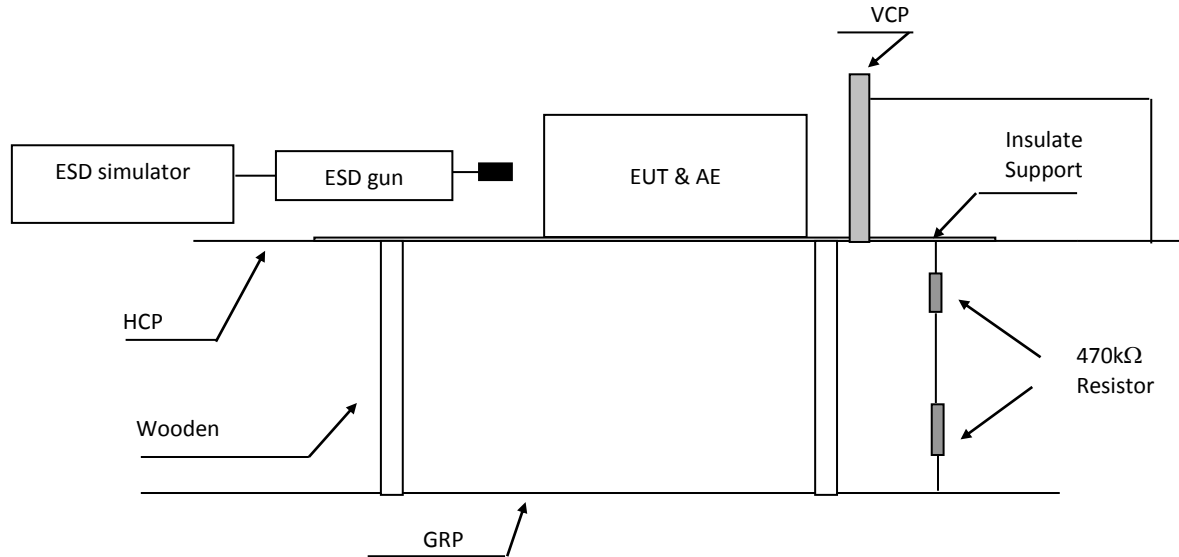 VCP
ESD simulator
ESD gun
EUT & AE
Insulate
Support
HCP
470kΩ
Resistor
Wooden
GRP